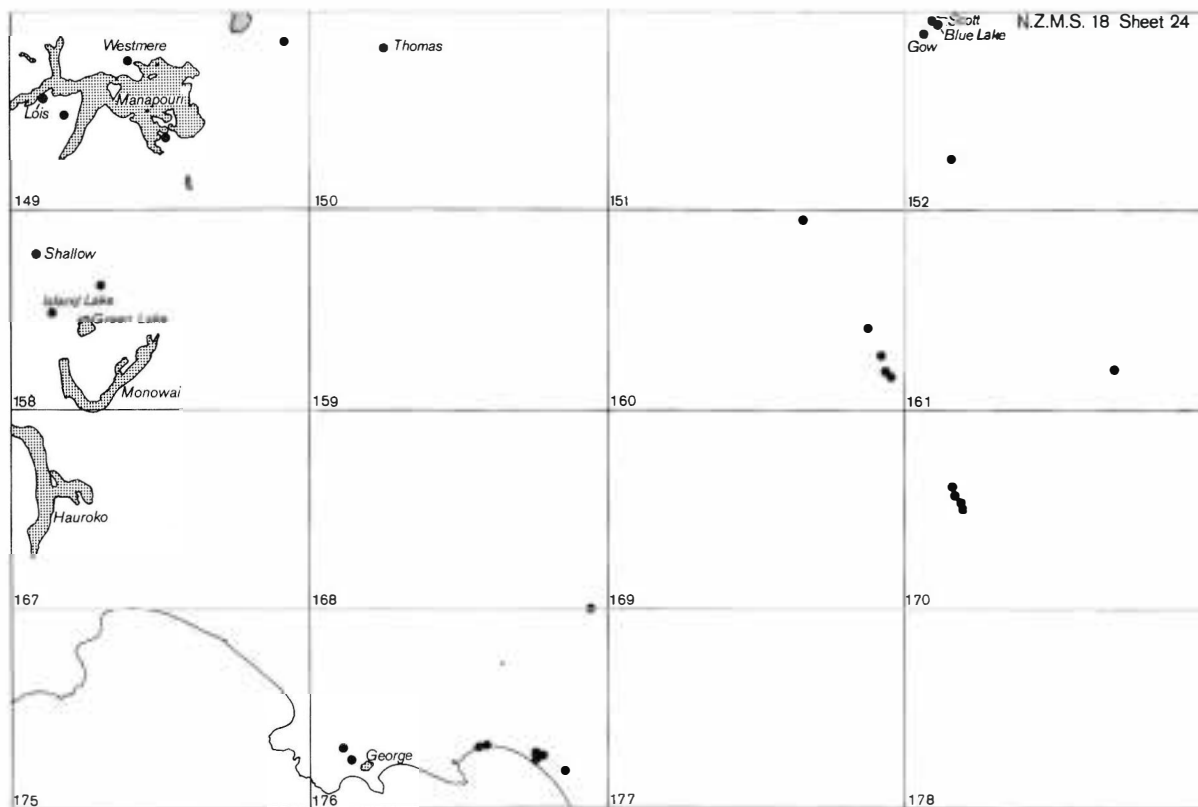 Scott
N.Z.M.S. 18 Sheet 24
Westmere
Thomas
Blue Lake
Gow
Manapouri
Lois
149
150
151
152
Shallow
Island Lake
Green Lake
Monowai
158
159
160
161
Hauroko
167
168
169
170
George
175
176
177
178